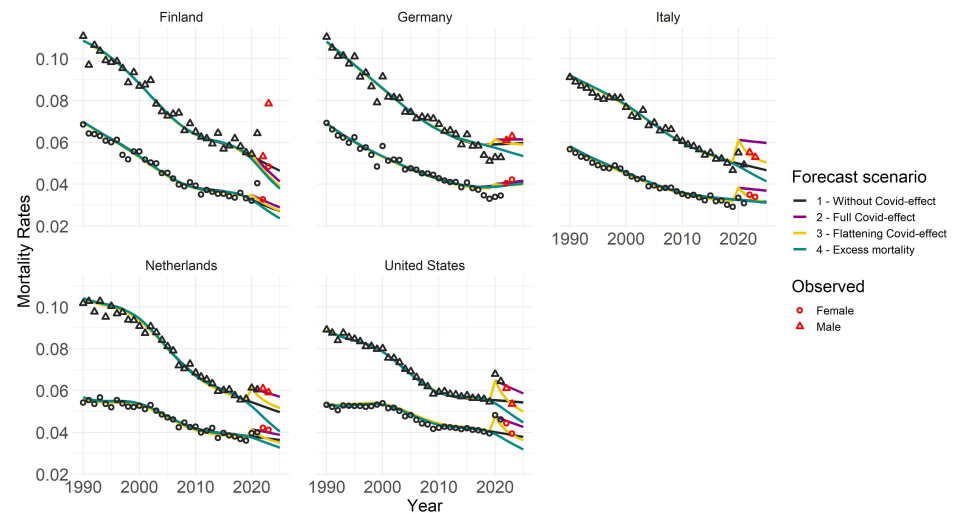 Finland
Germany
Italy
0.10
0.08
0.06
0.04
0.02
1990
2000
2010
2020
Netherlands
United States
0.10
0.08
0.06
0.04
0.02
1990
2000
2010
2020
1990
2000
2010
2020
Mortality Rates
Year
Forecast scenario
1 - Without Covid-effect
2 - Full Covid-effect
3 - Flattening Covid-effect
4 - Excess mortality
Observed
Female
Male